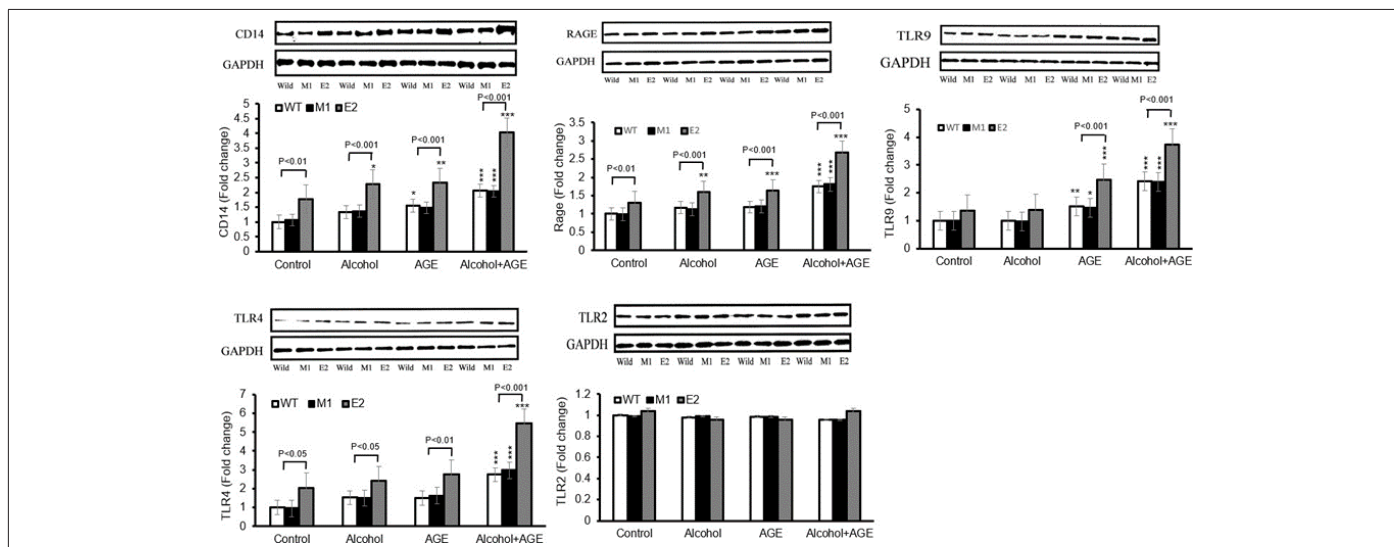 CD14
GAPDH
Wild M1 E2 Wild M1 E2 Wild M1 E2 Wild M1 E2
P<0.001
WT M1 E2
5
4.5
4
3.5
3
2.5
2
1.5
1
0.5
0
CD14 (Fold change)
P<0.01
P<0.001
P<0.001
* * ** *** *** ***
Control Alcohol AGE Alcohol+AGE
RAGE
GAPDH
Wild M1 E2 Wild M1 E2 Wild M1 E2 Wild M1 E2
P<0.001
WT M1 E2
3.5
3
2.5
2
1.5
1
0.5
0
Rage (Fold change)
P<0.01
P<0.001
P<0.001
** *** *** *** ***
Control Alcohol AGE Alcohol+AGE
TLR9
GAPDH
Wild M1 E2 Wild M1 E2 Wild M1 E2 Wild M1 E2
P<0.001
WT M1 E2
5
4
3
2
1
0
TLR9 (Fold change)
P<0.001
** * *** *** *** ***
Control Alcohol AGE Alcohol+AGE
TLR4
GAPDH
Wild M1 E2 Wild M1 E2 Wild M1 E2 Wild M1 E2
P<0.001
WT M1 E2
7
6
5
4
3
2
1
0
TLR4 (Fold change)
P<0.05
P<0.05
P<0.01
*** *** ***
Control Alcohol AGE Alcohol+AGE
TLR2
GAPDH
Wild M1 E2 Wild M1 E2 Wild M1 E2 Wild M1 E2
WT M1 E2
1.2
1
0.8
0.6
0.4
0.2
0
TLR2 (Fold change)
Control Alcohol AGE Alcohol+AGE